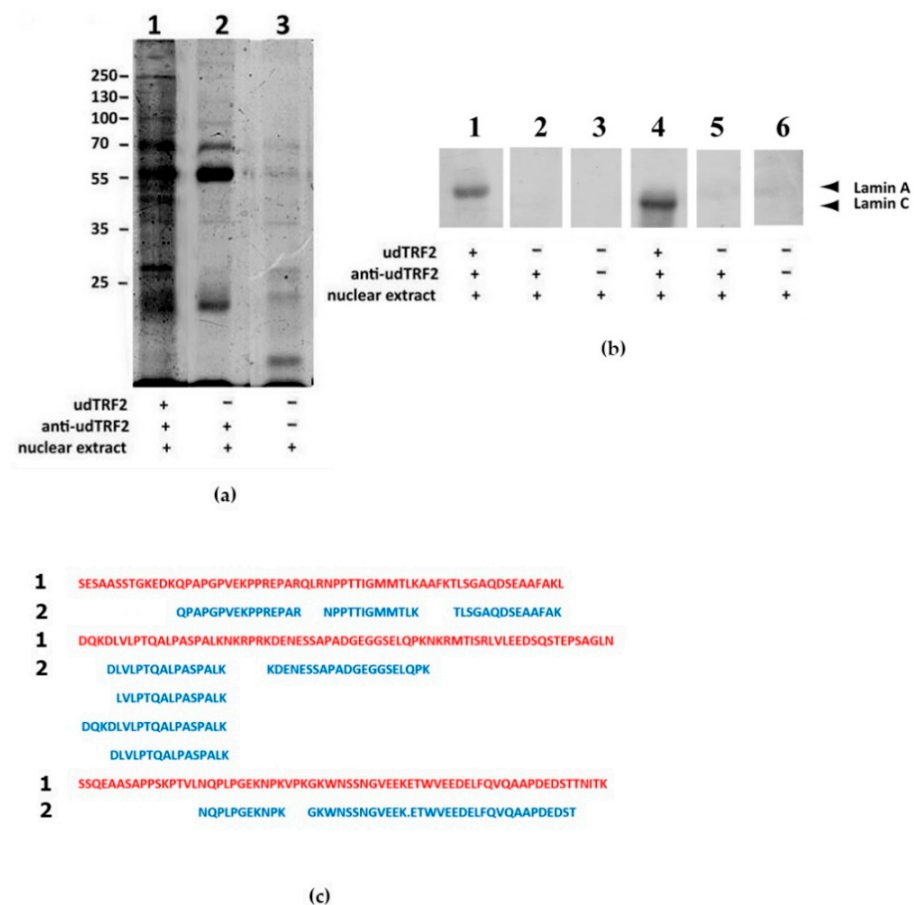 1 2 3
250
130
100
70
55
35
25
udTRF2 + − −
anti-udTRF2 + + −
nuclear extract + + +
(a)
1 2 3 4 5 6
Lamin A
Lamin C
udTRF2 + − − + − −
anti-udTRF2 + + − + + −
nuclear extract + + + + + +
(b)
1 SESAASSTGKEDKQPAPGPVEKPPREPARQLRNPPTTIGMMTLKAAFKTLSGAQDSEAAFAKL
2 QPAPGPVEKPPREPAR NPPTTIGMMTLK TLSGAQDSEAAFAK
1 DQKDLVLPTQALPASPALKNKRPRKDENESSAPADGEGGSELQPKNKRMTISRLVLEEDSQSTEPSAGLN
2 DLVLPTQALPASPALK KDENESSAPADGEGGSELQPK
LVLPTQALPASPALK
DQKDLVLPTQALPASPALK
DLVLPTQALPASPALK
1 SSQEAASAPPSKPTVLNQPLPGEKNPKVPKGKWNSSNGVEEKETWVEEDELFQVQAAPDEDSTTNITK
2 NQPLPGEKNPK GKWNSSNGVEEK.ETWVEEDELFQVQAAPDEDST
(c)